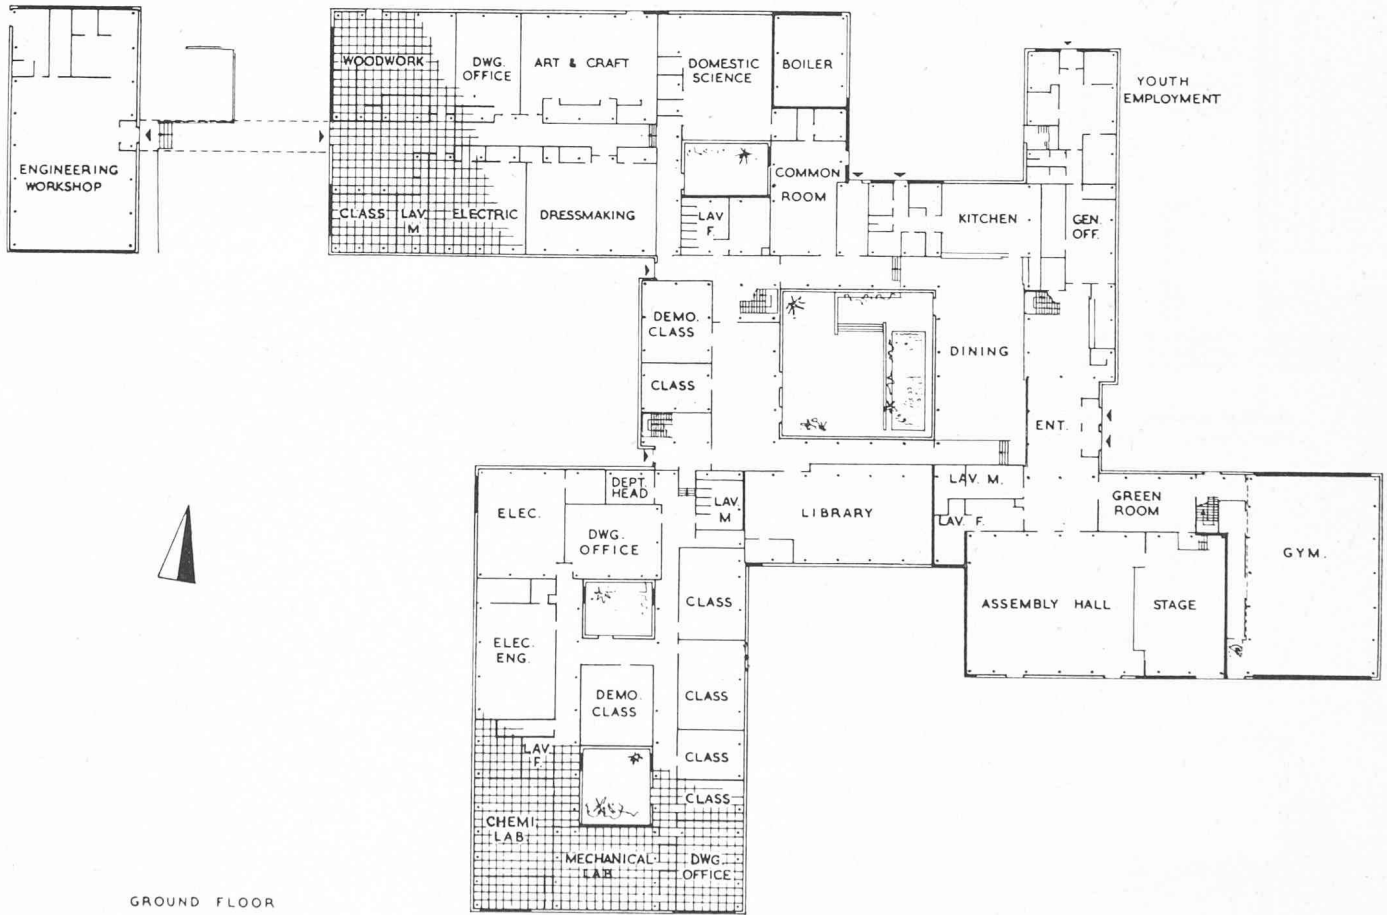 WOODWORK
DWG.
OFFICE
ART & CRAFT
DOMESTIC
SCIENCE
BOILER
YOUTH
EMPLOYMENT
ENGINEERING
WORKSHOP
CLASS
LAV.
M
ELECTRIC
DRESSMAKING
LAV
F.
COMMON
ROOM
KITCHEN
GEN.
OFF.
DEMO.
CLASS
CLASS
DINING
ENT.
ELEC.
DEPT.
HEAD
DWG.
OFFICE
LAV.
M
LIBRARY
LAV. M.
LAV. F.
GREEN
ROOM
GYM.
ASSEMBLY HALL
STAGE
CLASS
ELEC.
ENG.
DEMO.
CLASS
CLASS
LAV.
F.
CLASS
CLASS
CHEMI.
LAB.
MECHANICAL
LAB
DWG.
OFFICE
GROUND FLOOR